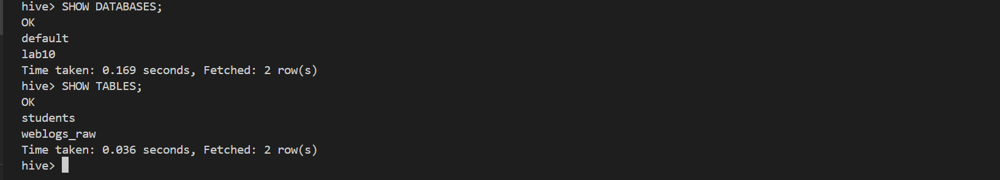 hive> SHOW DATABASES;
OK
default
lab10
Time taken: 0.169 seconds, Fetched: 2 row(s)
hive> SHOW TABLES;
OK
students
weblogs_raw
Time taken: 0.036 seconds, Fetched: 2 row(s)
hive>